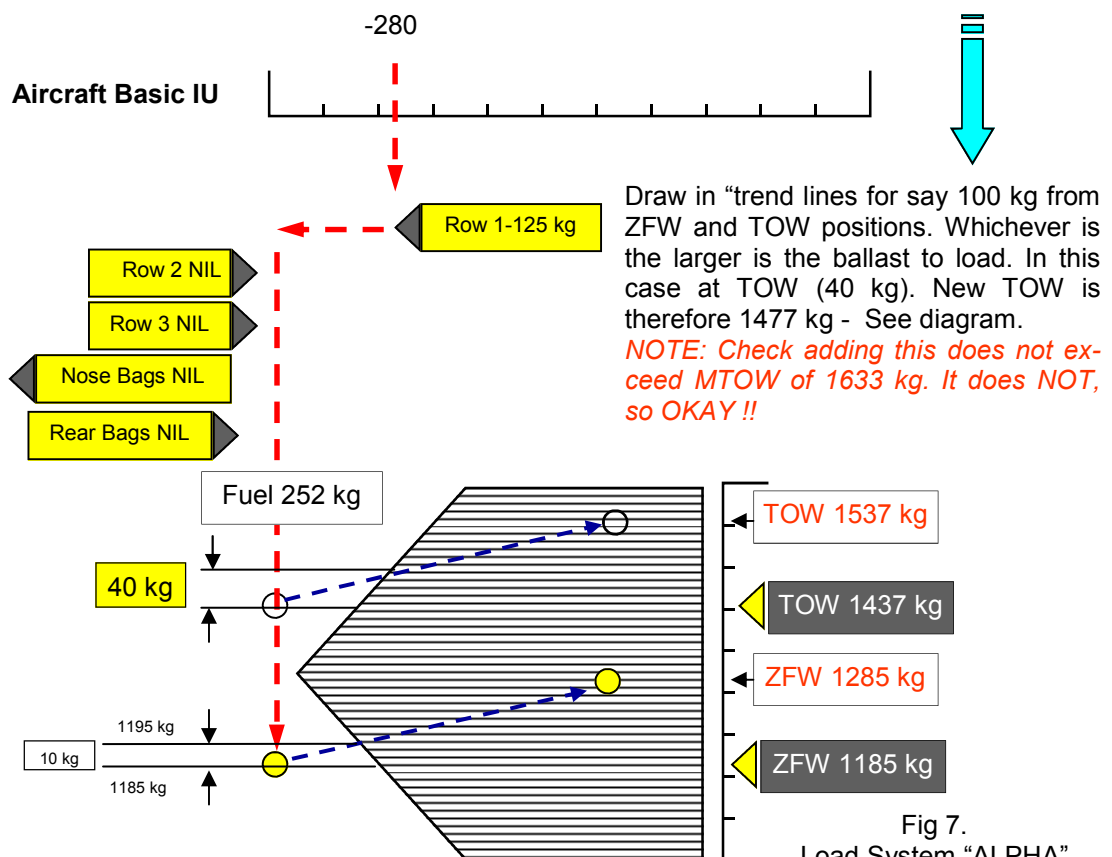 -280
Aircraft Basic IU
Draw in “trend lines for say 100 kg from
ZFW and TOW positions. Whichever is
the larger is the ballast to load. In this
case at TOW (40 kg). New TOW is
therefore 1477 kg - See diagram.
NOTE: Check adding this does not ex-
ceed MTOW of 1633 kg. It does NOT,
so OKAY !!
Row 1-125 kg
Row 2 NIL
Row 3 NIL
Nose Bags NIL
Rear Bags NIL
Fuel 252 kg
TOW 1537 kg
40 kg
TOW 1437 kg
ZFW 1285 kg
1195 kg
10 kg
1185 kg
ZFW 1185 kg
Fig 7.
Load System “ALPHA”